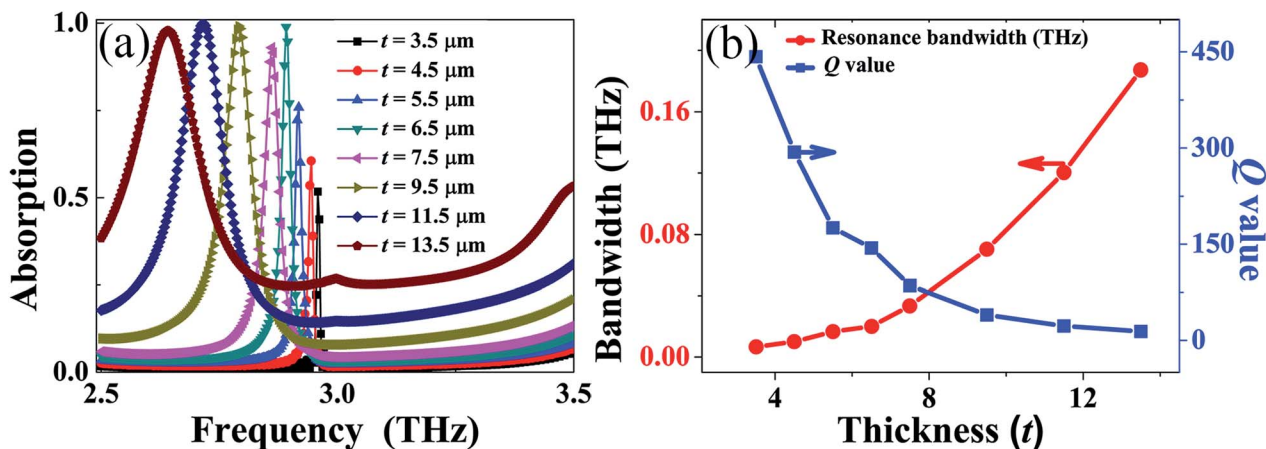 (a)
1.0
0.5
0.0
2.5
3.0
3.5
Absorption
Frequency (THz)
t = 3.5 μm
t = 4.5 μm
t = 5.5 μm
t = 6.5 μm
t = 7.5 μm
t = 9.5 μm
t = 11.5 μm
t = 13.5 μm
(b)
Resonance bandwidth (THz)
Q value
0.16
0.08
0.00
Bandwidth (THz)
4
8
12
Thickness (t)
450
300
150
0
Q value